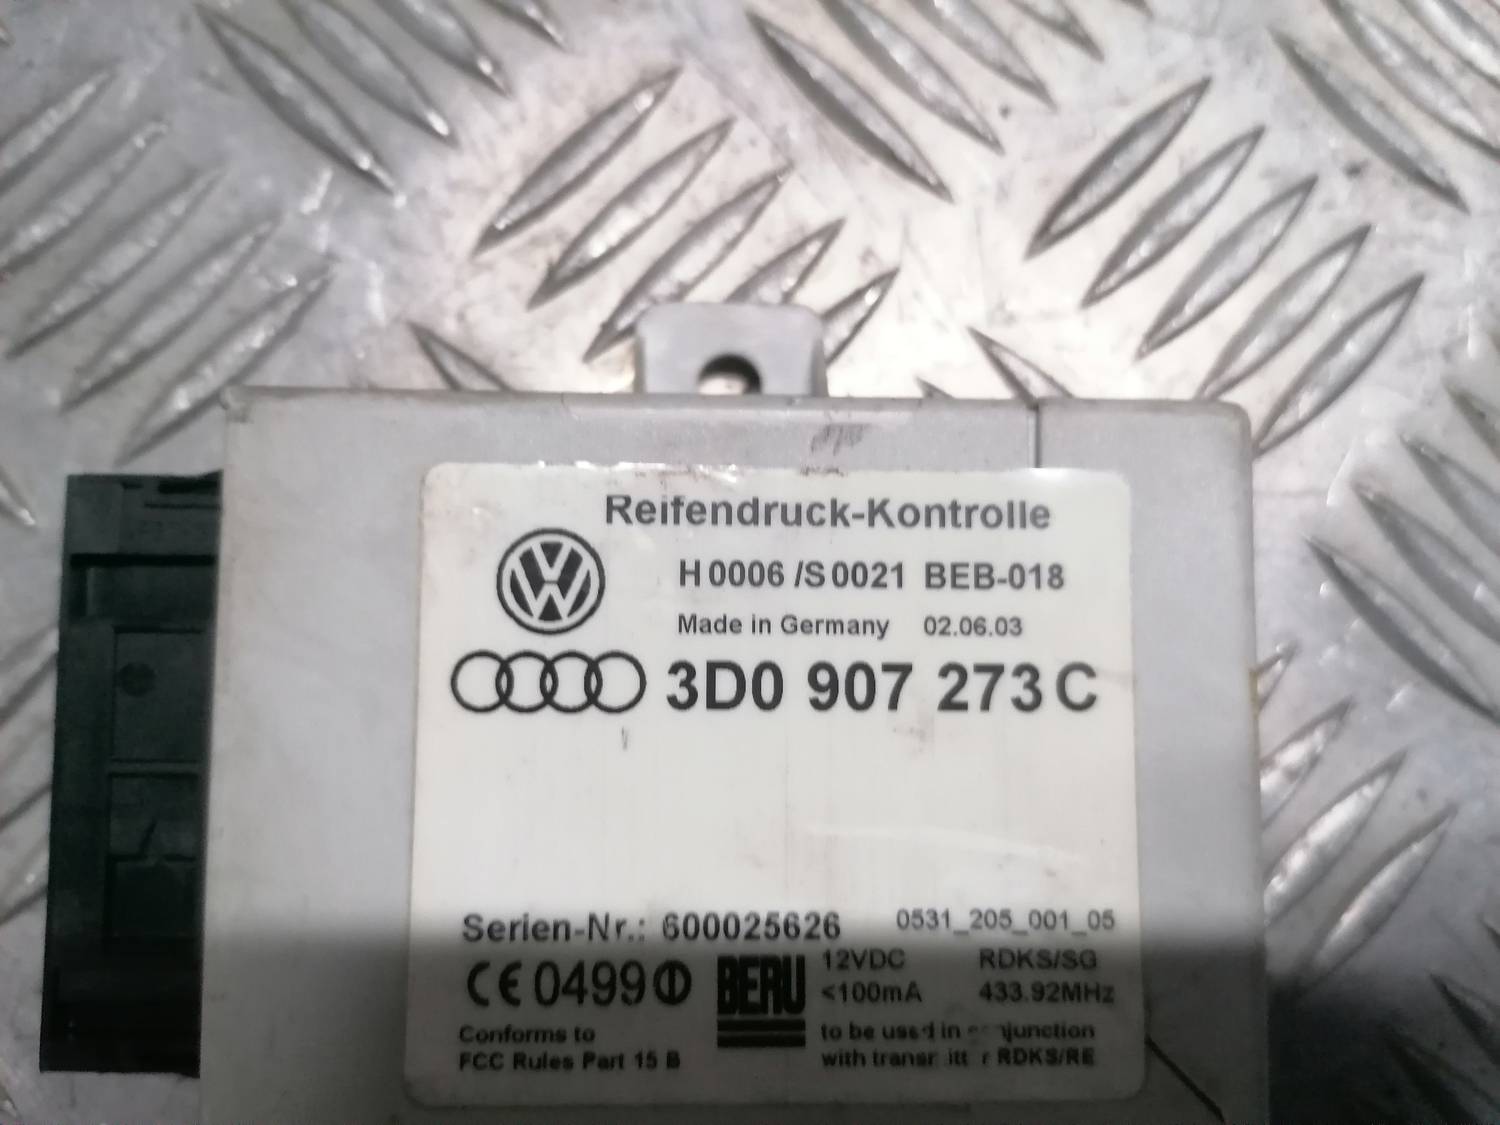 Reifendruck-Kontrolle
H0006 /S0021 BEB-018
Made in Germany 02.06.03
3D0 907 273 C
Serien-Nr.: 600025626 0531_205_001_05
CE 0499 BERU 12VDC RDKS/SG
<100mA 433.92MHz
Conforms to
FCC Rules Part 15 B
to be used in
with RDKS/RE